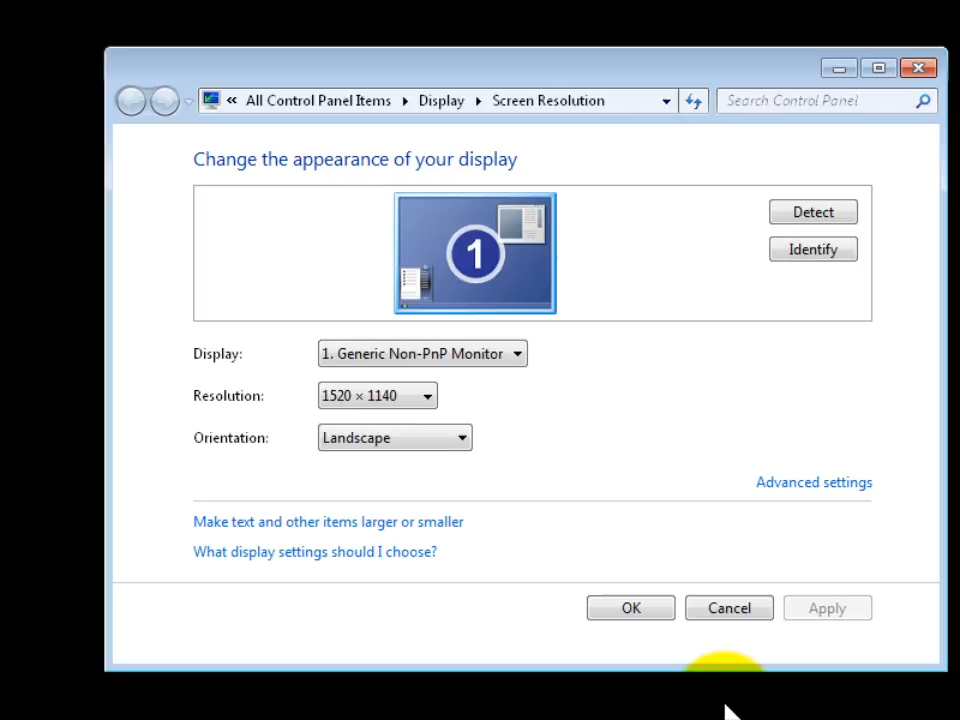 « All Control Panel Items ▸ Display ▸ Screen Resolution
Search Control Panel
Change the appearance of your display
1
Detect
Identify
Display: 1. Generic Non-PnP Monitor
Resolution: 1520 × 1140
Orientation: Landscape
Advanced settings
Make text and other items larger or smaller
What display settings should I choose?
OK Cancel Apply